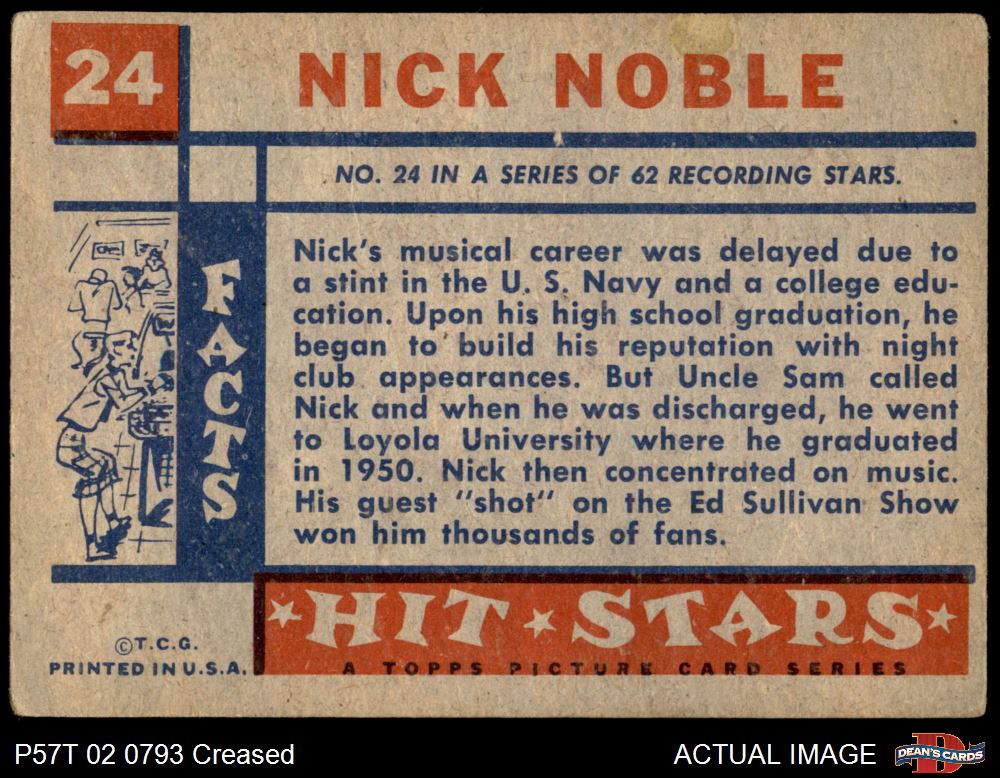 24
NICK NOBLE
NO. 24 IN A SERIES OF 62 RECORDING STARS.
FACTS
Nick's musical career was delayed due to
a stint in the U. S. Navy and a college edu-
cation. Upon his high school graduation, he
began to build his reputation with night
club appearances. But Uncle Sam called
Nick and when he was discharged, he went
to Loyola University where he graduated
in 1950. Nick then concentrated on music.
His guest "shot" on the Ed Sullivan Show
won him thousands of fans.
HIT STARS
A TOPPS PICTURE CARD SERIES
©T.C.G.
PRINTED IN U.S.A.
P57T 02 0793 Creased
ACTUAL IMAGE
DEAN'S CARDS